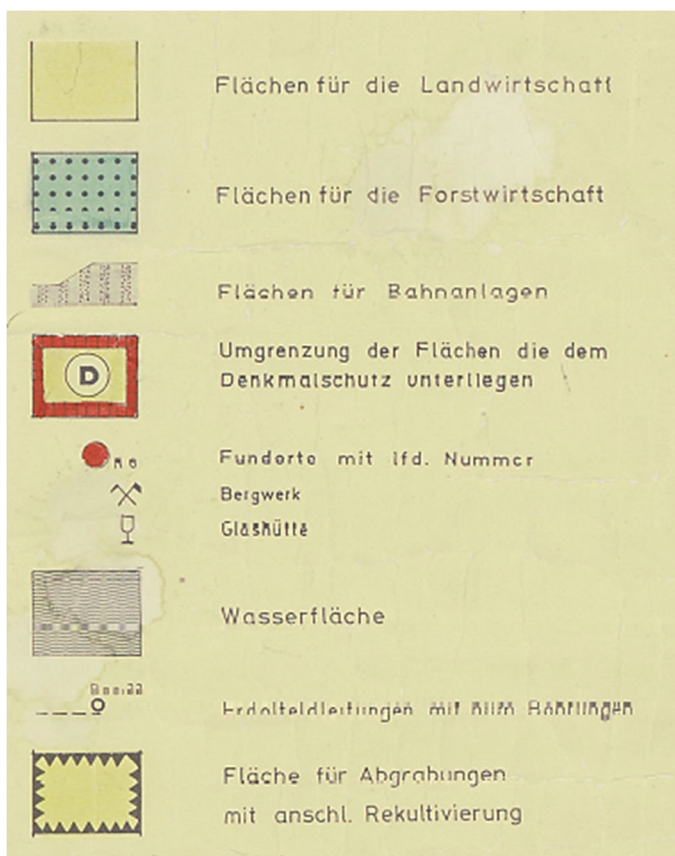 Flächen für die Landwirtschaft
Flächen für die Forstwirtschaft
Flächen für Bahnanlagen
D
Umgrenzung der Flächen die dem
Denkmalschutz unterliegen
Fundorte mit lfd. Nummer
Bergwerk
Glashütte
Wasserfläche
mit
Fläche für Abgrabungen
mit anschl. Rekultivierung